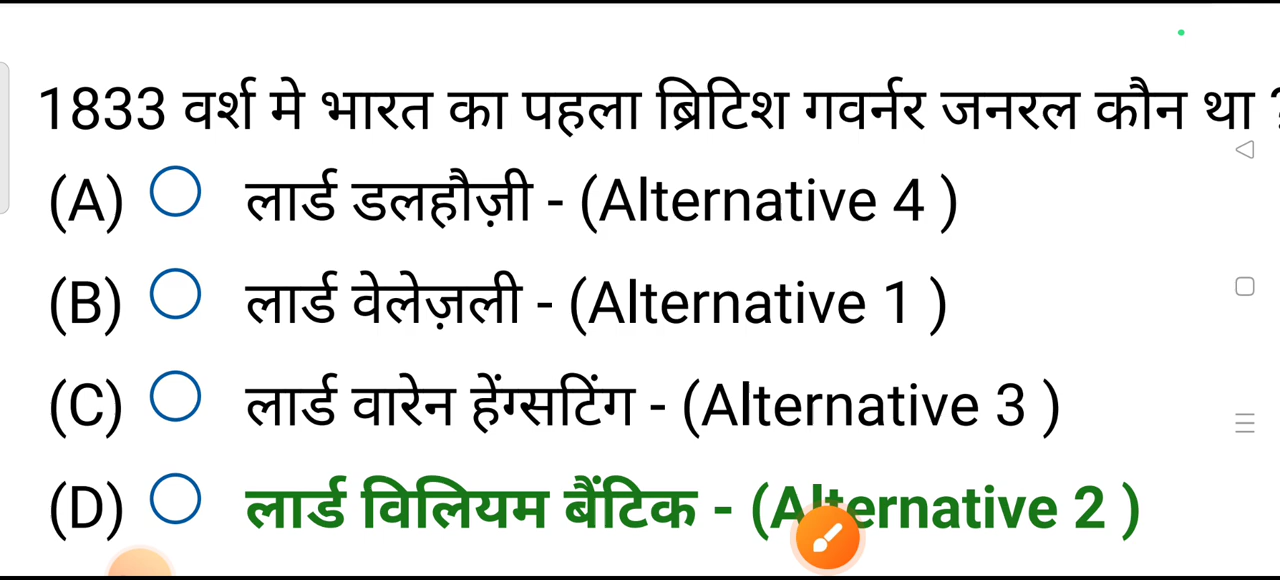 1833 वर्श मे भारत का पहला ब्रिटिश गवर्नर जनरल कौन था ?
(A) लार्ड डलहौज़ी - (Alternative 4 )
(B) लार्ड वेलेज़ली - (Alternative 1 )
(C) लार्ड वारेन हेंग्सटिंग - (Alternative 3 )
(D) लार्ड विलियम बैंटिक - (Alternative 2 )